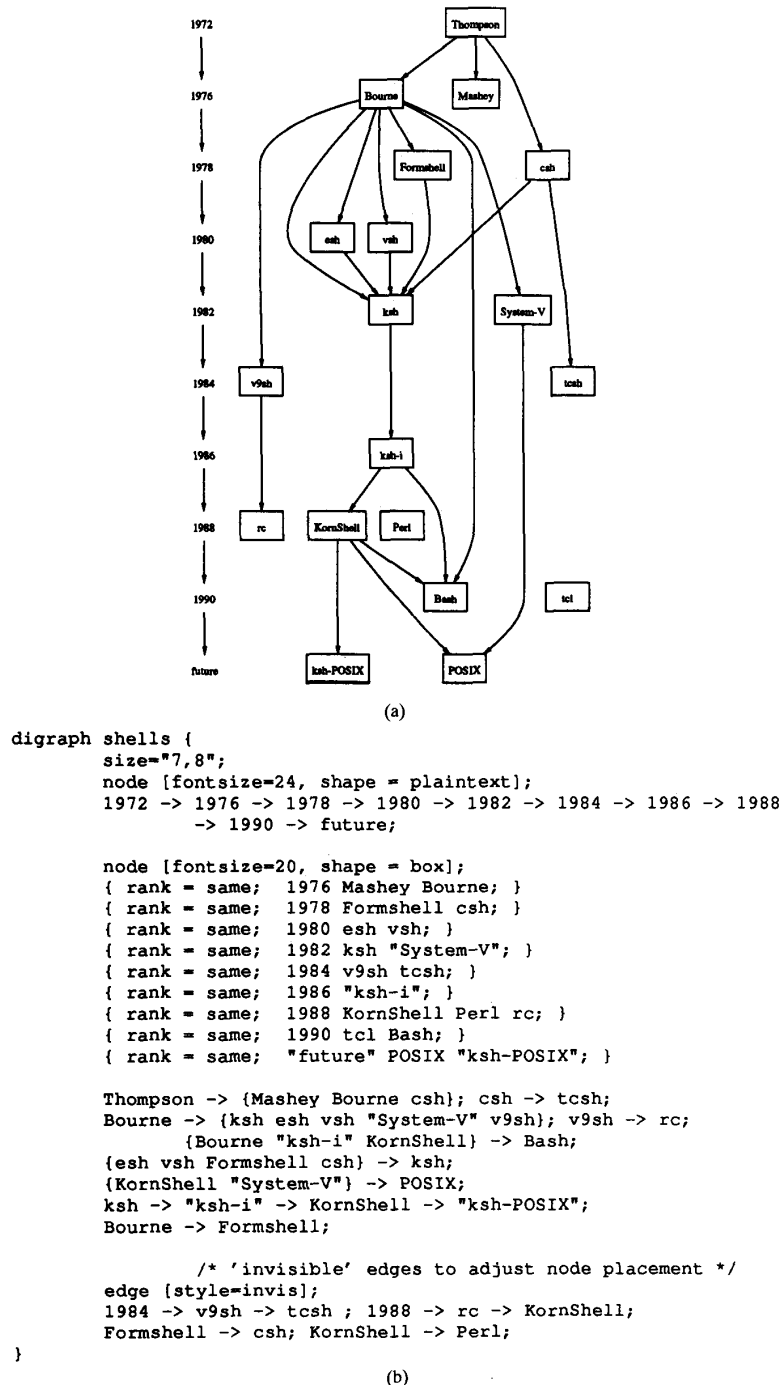 1972 Thompson
1976 Bourne Mashey
1978 Formshell csh
1980 esh vsh
1982 ksh System-V
1984 v9sh tcsh
1986 ksh-i
1988 rc KornShell Perl
1990 Bash tcl
future ksh-POSIX POSIX
(a)
digraph shells {
size="7,8";
node [fontsize=24, shape = plaintext];
1972 -> 1976 -> 1978 -> 1980 -> 1982 -> 1984 -> 1986 -> 1988
-> 1990 -> future;
node [fontsize=20, shape = box];
{ rank = same; 1976 Mashey Bourne; }
{ rank = same; 1978 Formshell csh; }
{ rank = same; 1980 esh vsh; }
{ rank = same; 1982 ksh "System-V"; }
{ rank = same; 1984 v9sh tcsh; }
{ rank = same; 1986 "ksh-i"; }
{ rank = same; 1988 KornShell Perl rc; }
{ rank = same; 1990 tcl Bash; }
{ rank = same; "future" POSIX "ksh-POSIX"; }
Thompson -> {Mashey Bourne csh}; csh -> tcsh;
Bourne -> {ksh esh vsh "System-V" v9sh}; v9sh -> rc;
{Bourne "ksh-i" KornShell} -> Bash;
{esh vsh Formshell csh} -> ksh;
{KornShell "System-V"} -> POSIX;
ksh -> "ksh-i" -> KornShell -> "ksh-POSIX";
Bourne -> Formshell;
/* 'invisible' edges to adjust node placement */
edge [style=invis];
1984 -> v9sh -> tcsh ; 1988 -> rc -> KornShell;
Formshell -> csh; KornShell -> Perl;
}
(b)